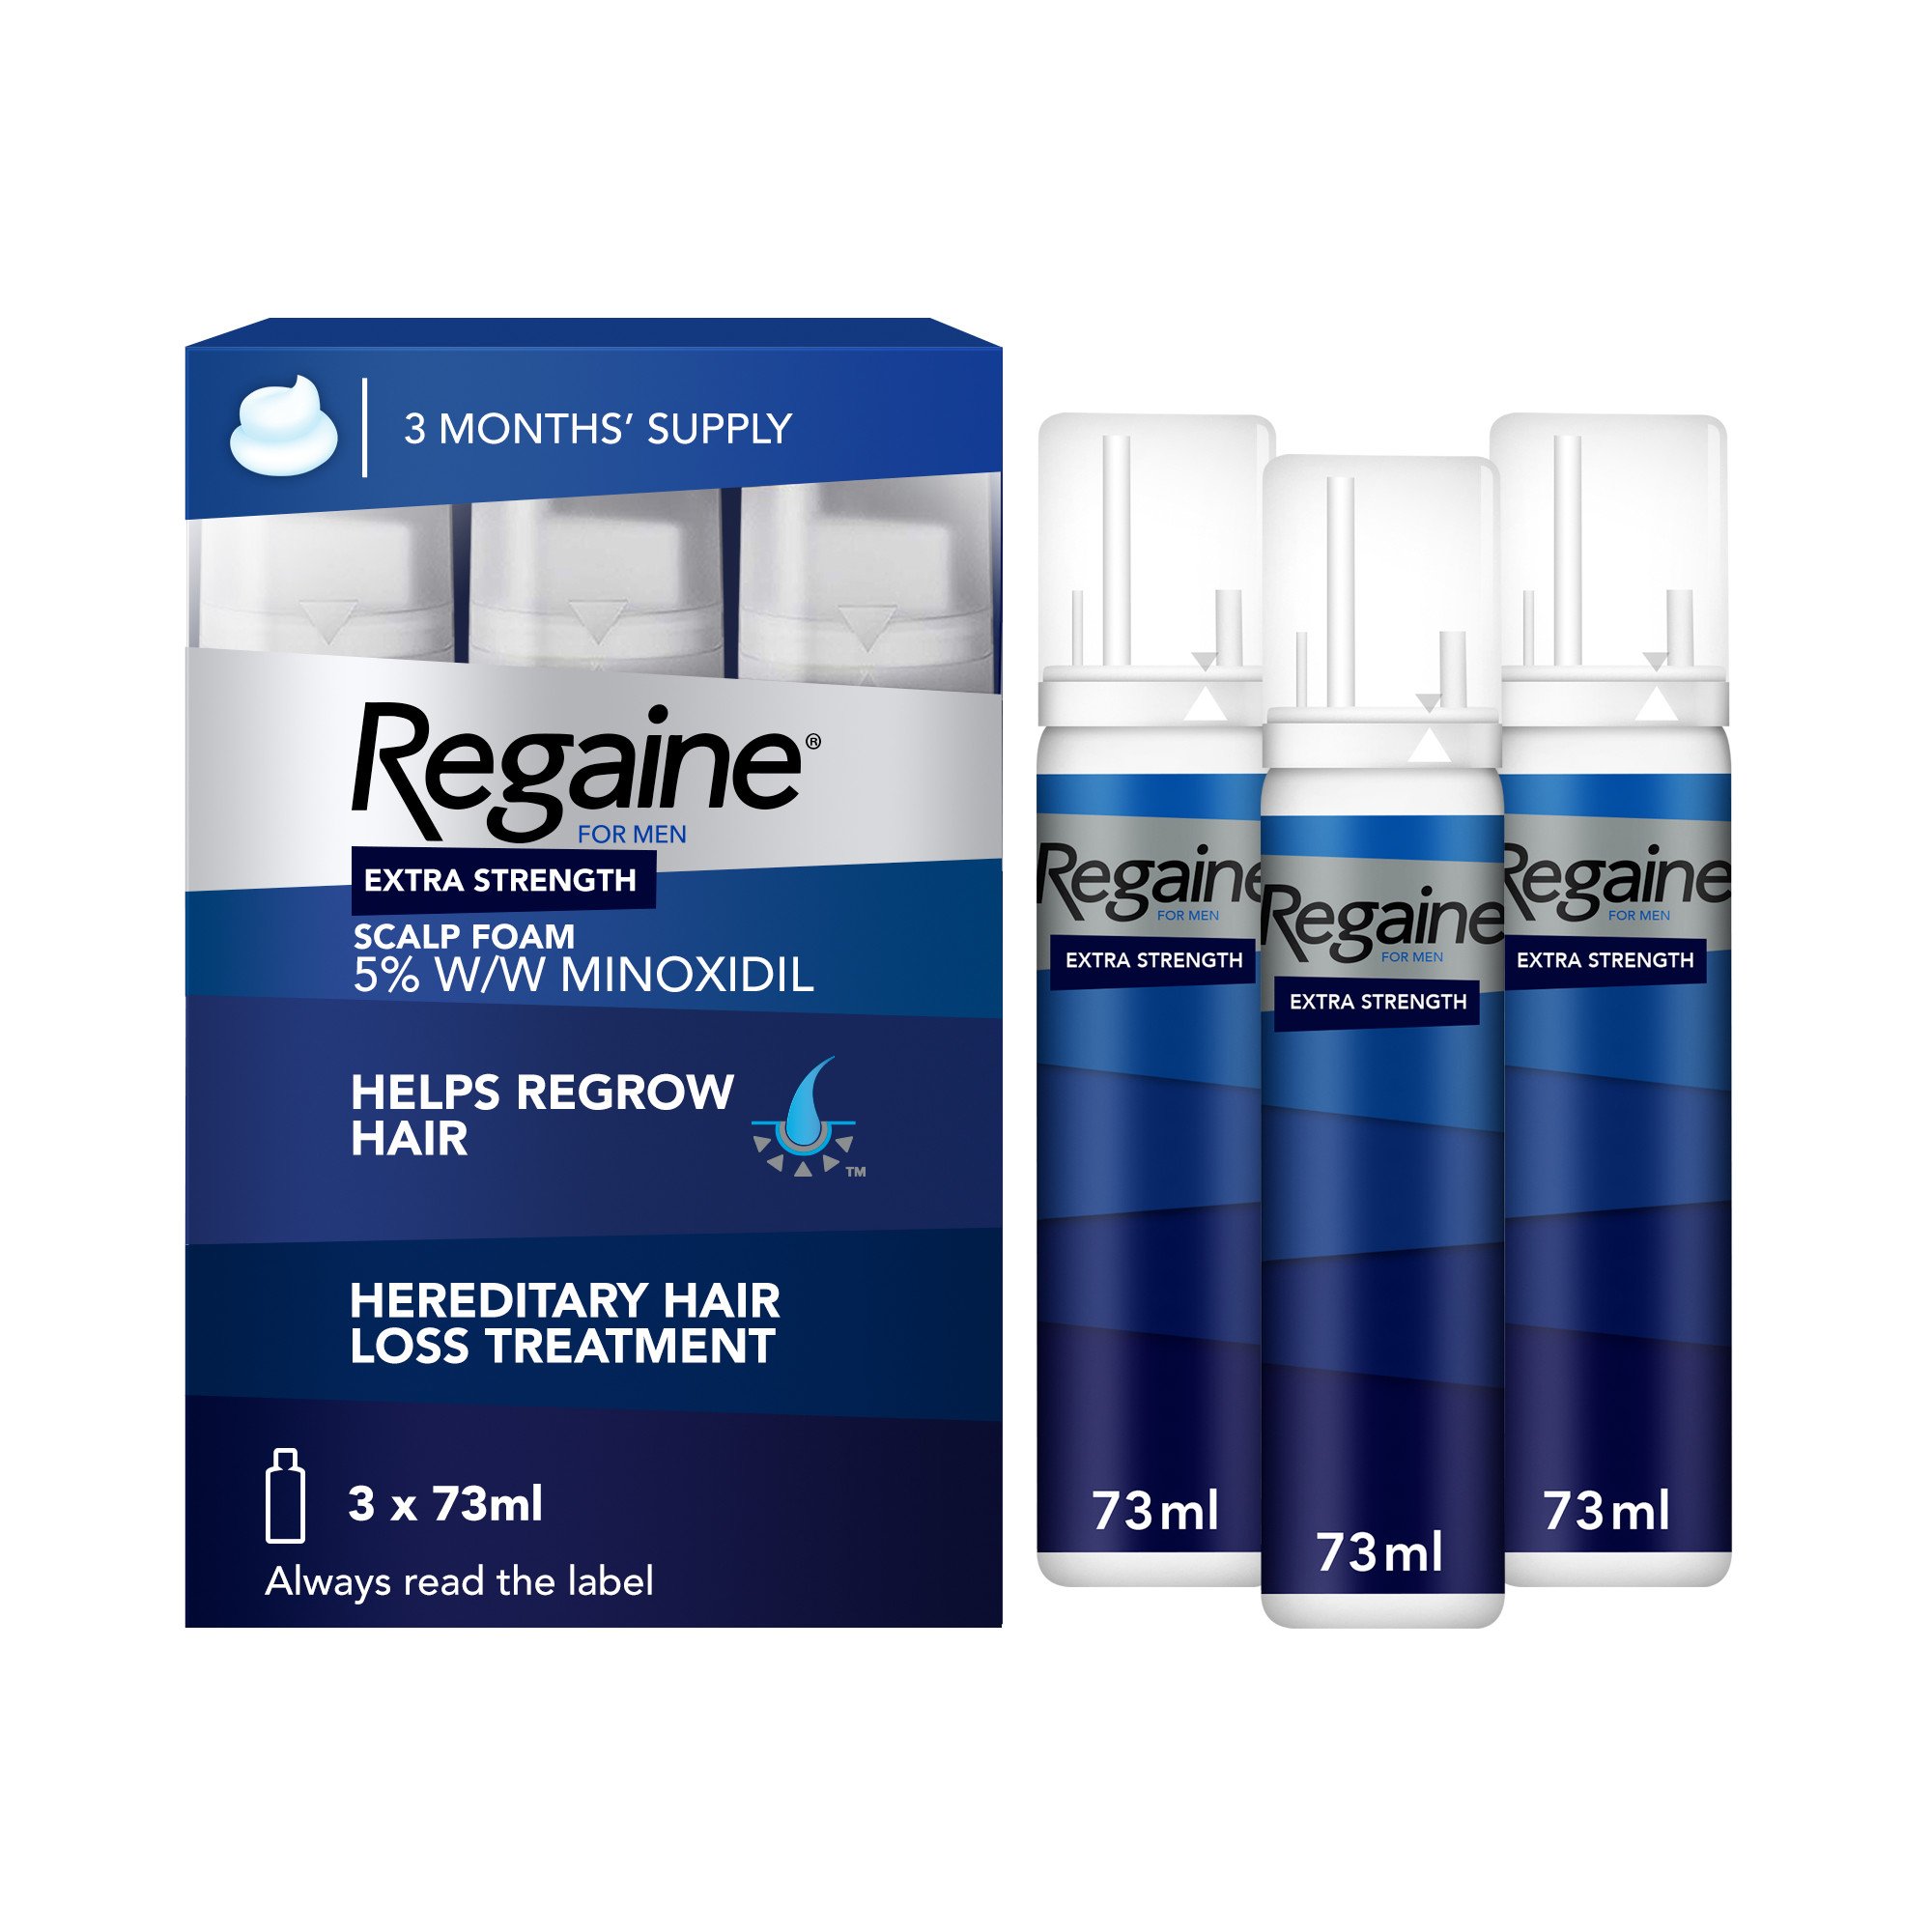 3 MONTHS' SUPPLY
Regaine®
FOR MEN
EXTRA STRENGTH
SCALP FOAM
5% W/W MINOXIDIL
HELPS REGROW
HAIR
TM
HEREDITARY HAIR
LOSS TREATMENT
3 x 73ml
Always read the label
Regaine
FOR MEN
EXTRA STRENGTH
73ml
Regaine
FOR MEN
EXTRA STRENGTH
73ml
Regaine
FOR MEN
EXTRA STRENGTH
73ml